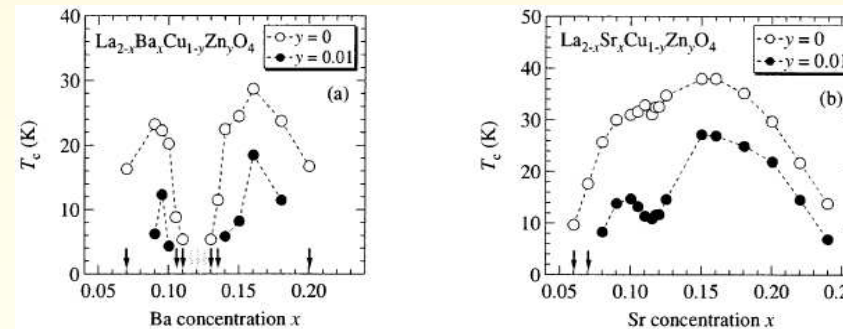 La₂₋ₓBaₓCu₁₋yZnyO₄
y = 0
y = 0.01
(a)
40
30
20
10
0
Tc (K)
0.05 0.10 0.15 0.20
Ba concentration x
La₂₋ₓSrₓCu₁₋yZnyO₄
y = 0
y = 0.01
(b)
50
40
30
20
10
0
Tc (K)
0.05 0.10 0.15 0.20
Sr concentration x